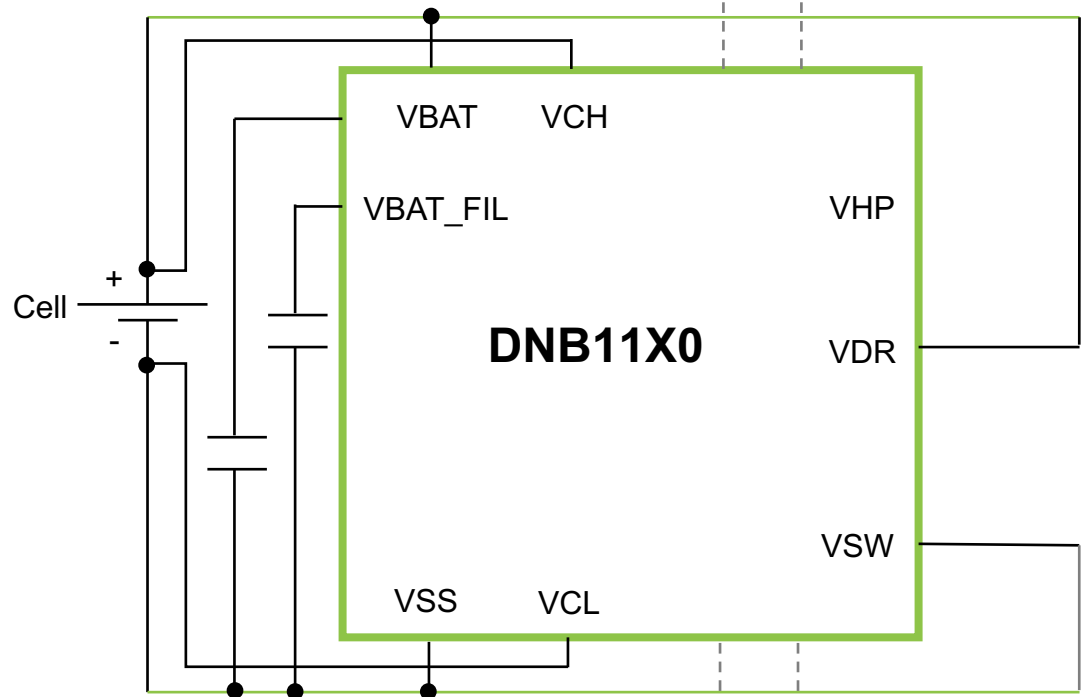 VBAT VCH
VBAT_FIL
VHP
+
Cell
-
DNB11X0
VDR
VSW
VSS VCL